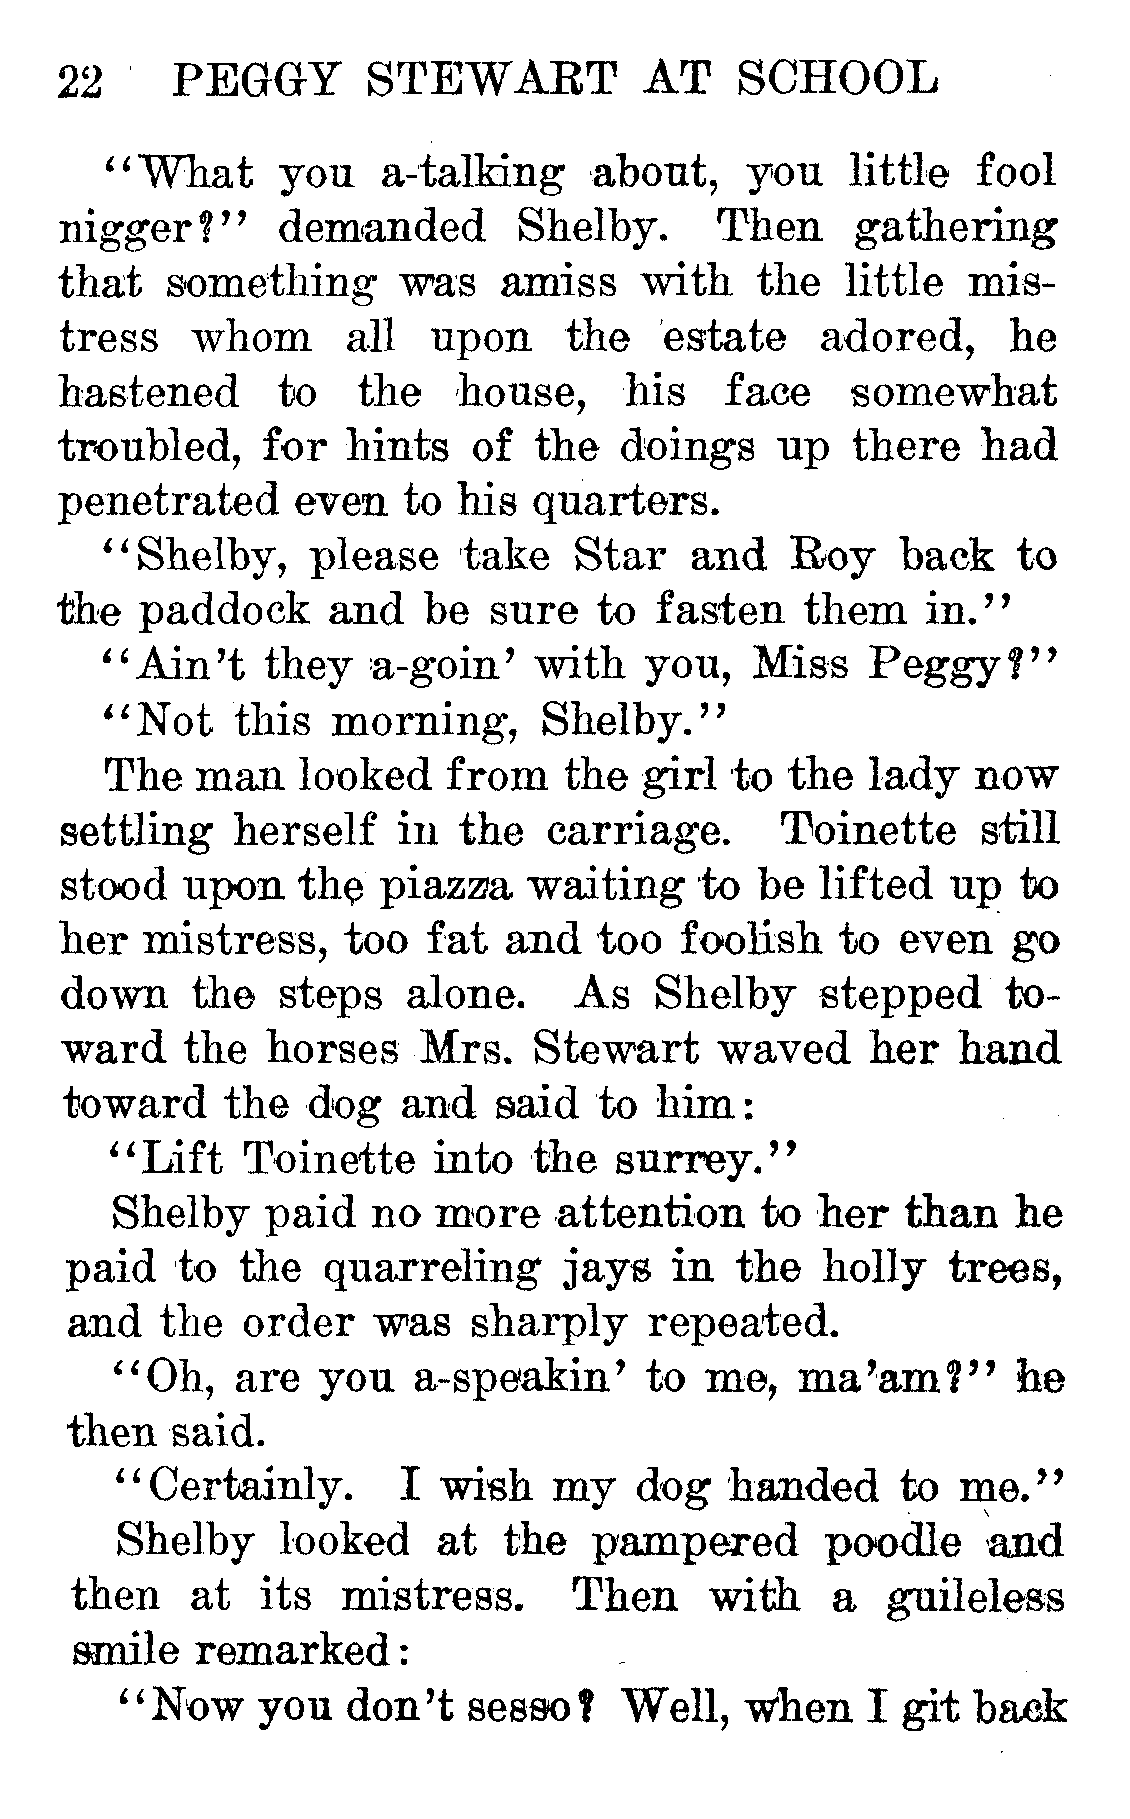 22 PEGGY STEWART AT SCHOOL
"What you a-talking about, you little fool
nigger?" demanded Shelby. Then gathering
that something was amiss with the little mis-
tress whom all upon the estate adored, he
hastened to the house, his face somewhat
troubled, for hints of the doings up there had
penetrated even to his quarters.
"Shelby, please take Star and Roy back to
the paddock and be sure to fasten them in."
"Ain't they a-goin' with you, Miss Peggy?"
"Not this morning, Shelby."
The man looked from the girl to the lady now
settling herself in the carriage. Toinette still
stood upon the piazza waiting to be lifted up to
her mistress, too fat and too foolish to even go
down the steps alone. As Shelby stepped to-
ward the horses Mrs. Stewart waved her hand
toward the dog and said to him:
"Lift Toinette into the surrey."
Shelby paid no more attention to her than he
paid to the quarreling jays in the holly trees,
and the order was sharply repeated.
"Oh, are you a-speakin' to me, ma'am?" he
then said.
"Certainly. I wish my dog handed to me."
Shelby looked at the pampered poodle and
then at its mistress. Then with a guileless
smile remarked:
"Now you don't sesso? Well, when I git back